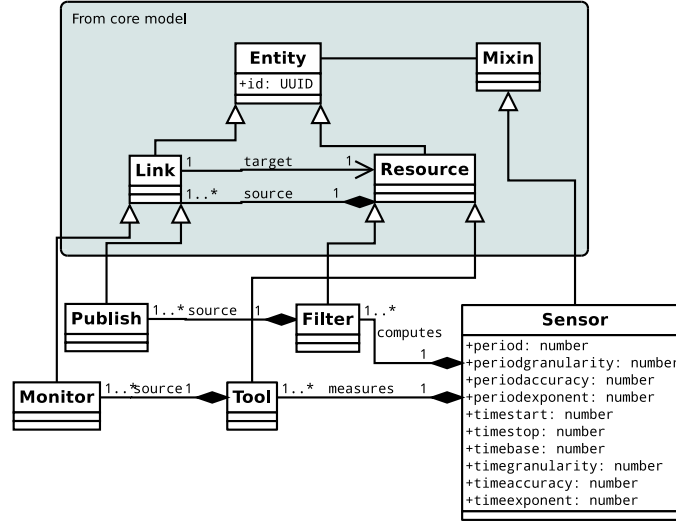 From core model
Entity
+id: UUID
Mixin
Link
1 target 1
1..* source 1
Resource
Publish
1..* source 1
Filter
1..*
computes
1
Sensor
+period: number
+periodgranularity: number
+periodaccuracy: number
+periodexponent: number
+timestart: number
+timestop: number
+timebase: number
+timegranularity: number
+timeaccuracy: number
+timeexponent: number
Monitor
1..* source 1
Tool
1..* measures 1